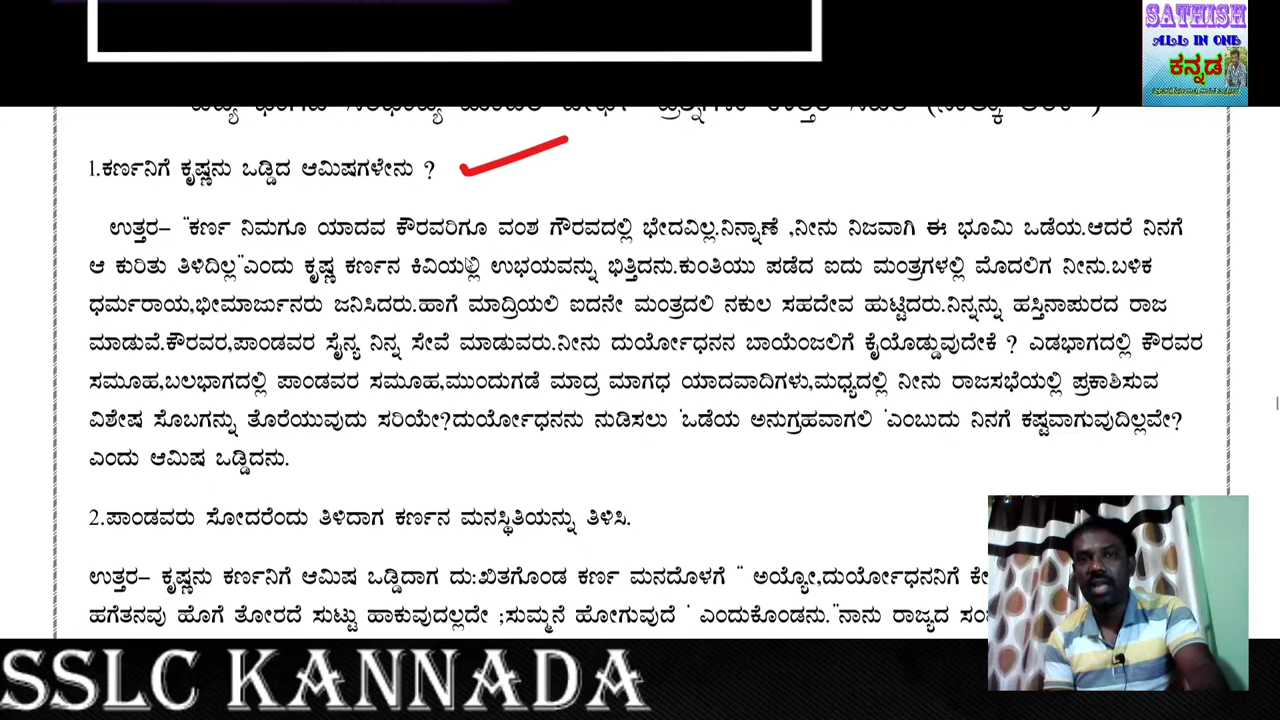 SATHISH
ALL IN ONE
ಕನ್ನಡ
1.ಕರ್ಣನಿಗೆ ಕೃಷ್ಣನು ಒಡ್ಡಿದ ಆಮಿಷಗಳೇನು ?
ಉತ್ತರ– "ಕರ್ಣ ನಿಮಗೂ ಯಾದವ ಕೌರವರಿಗೂ ವಂಶ ಗೌರವದಲ್ಲಿ ಭೇದವಿಲ್ಲ.ನಿನ್ನಾಣೆ ,ನೀನು ನಿಜವಾಗಿ ಈ ಭೂಮಿ ಒಡೆಯ.ಆದರೆ ನಿನಗೆ
ಆ ಕುರಿತು ತಿಳಿದಿಲ್ಲ"ಎಂದು ಕೃಷ್ಣ ಕರ್ಣನ ಕಿವಿಯಲ್ಲಿ ಉಭಯವನ್ನು ಭಿತ್ತಿದನು.ಕುಂತಿಯು ಪಡೆದ ಐದು ಮಂತ್ರಗಳಲ್ಲಿ ಮೊದಲಿಗ ನೀನು.ಬಳಿಕ
ಧರ್ಮರಾಯ,ಭೀಮಾರ್ಜುನರು ಜನಿಸಿದರು.ಹಾಗೆ ಮಾದ್ರಿಯಲಿ ಐದನೇ ಮಂತ್ರದಲಿ ನಕುಲ ಸಹದೇವ ಹುಟ್ಟಿದರು.ನಿನ್ನನ್ನು ಹಸ್ತಿನಾಪುರದ ರಾಜ
ಮಾಡುವೆ.ಕೌರವರ,ಪಾಂಡವರ ಸೈನ್ಯ ನಿನ್ನ ಸೇವೆ ಮಾಡುವರು.ನೀನು ದುರ್ಯೋಧನನ ಬಾಯೆಂಜಲಿಗೆ ಕೈಯೊಡ್ಡುವುದೇಕೆ ? ಎಡಭಾಗದಲ್ಲಿ ಕೌರವರ
ಸಮೂಹ,ಬಲಭಾಗದಲ್ಲಿ ಪಾಂಡವರ ಸಮೂಹ,ಮುಂದುಗಡೆ ಮಾದ್ರ ಮಾಗಧ ಯಾದವಾದಿಗಳು,ಮಧ್ಯದಲ್ಲಿ ನೀನು ರಾಜಸಭೆಯಲ್ಲಿ ಪ್ರಕಾಶಿಸುವ
ವಿಶೇಷ ಸೊಬಗನ್ನು ತೊರೆಯುವುದು ಸರಿಯೇ?ದುರ್ಯೋಧನನು ನುಡಿಸಲು 'ಒಡೆಯ ಅನುಗ್ರಹವಾಗಲಿ 'ಎಂಬುದು ನಿನಗೆ ಕಷ್ಟವಾಗುವುದಿಲ್ಲವೇ?
ಎಂದು ಆಮಿಷ ಒಡ್ಡಿದನು.
2.ಪಾಂಡವರು ಸೋದರೆಂದು ತಿಳಿದಾಗ ಕರ್ಣನ ಮನಸ್ಥಿತಿಯನ್ನು ತಿಳಿಸಿ.
ಉತ್ತರ– ಕೃಷ್ಣನು ಕರ್ಣನಿಗೆ ಆಮಿಷ ಒಡ್ಡಿದಾಗ ದು:ಖಿತಗೊಂಡ ಕರ್ಣ ಮನದೊಳಗೆ " ಅಯ್ಯೋ,ದುರ್ಯೋಧನನಿಗೆ
ಹಗೆತನವು ಹೊಗೆ ತೋರದೆ ಸುಟ್ಟು ಹಾಕುವುದಲ್ಲದೇ ;ಸುಮ್ಮನೆ ಹೋಗುವುದೆ ' ಎಂದುಕೊಂಡನು."ನಾನು ರಾಜ್ಯದ
SSLC KANNADA